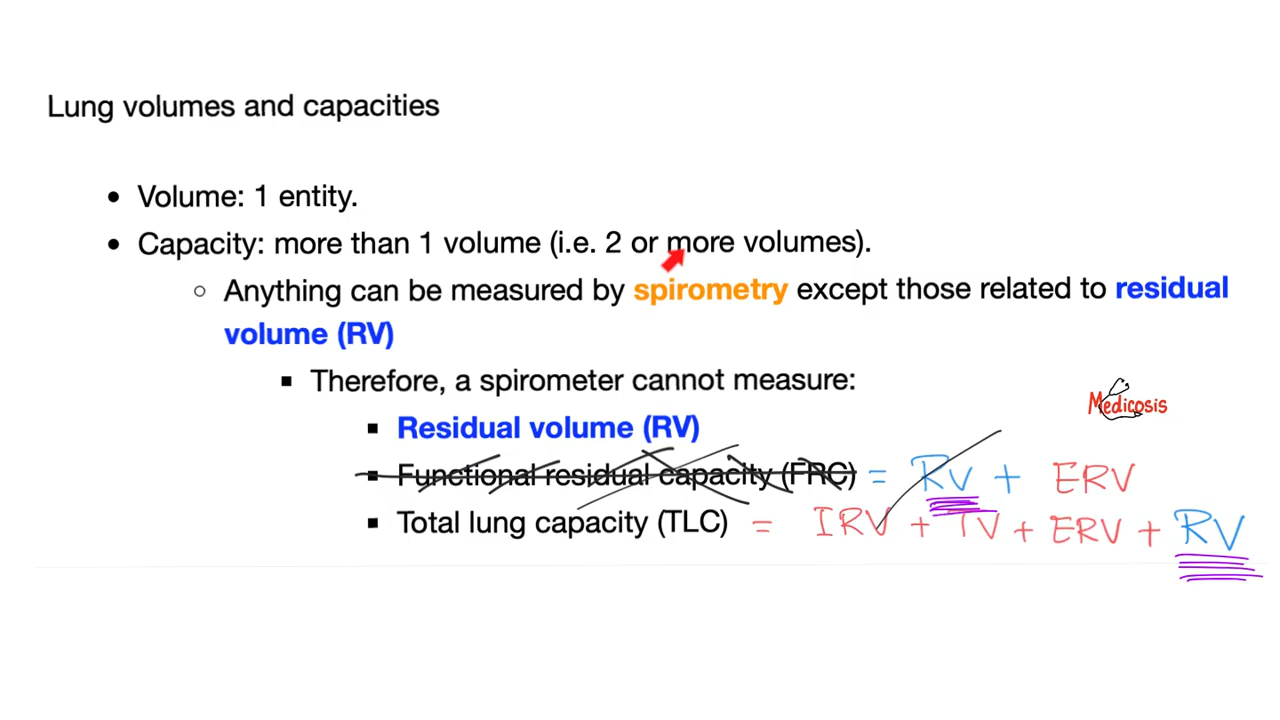 Lung volumes and capacities
• Volume: 1 entity.
• Capacity: more than 1 volume (i.e. 2 or more volumes).
○ Anything can be measured by spirometry except those related to residual
volume (RV)
▪ Therefore, a spirometer cannot measure:
Medicosis
▪ Residual volume (RV)
▪ Functional residual capacity (FRC) = RV + ERV
▪ Total lung capacity (TLC) = IRV + TV + ERV + RV